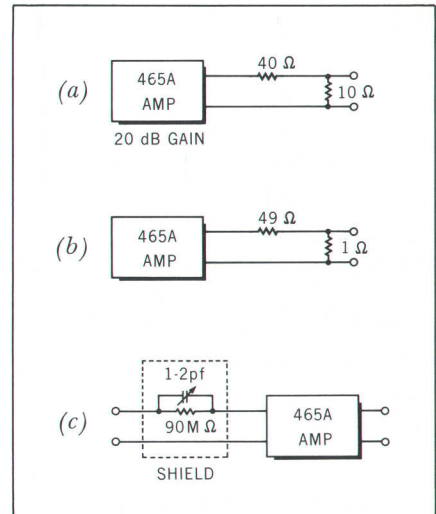 (a)
465A
AMP
20 dB GAIN
40 Ω
10 Ω
(b)
465A
AMP
49 Ω
1 Ω
(c)
1-2pf
90M Ω
SHIELD
465A
AMP